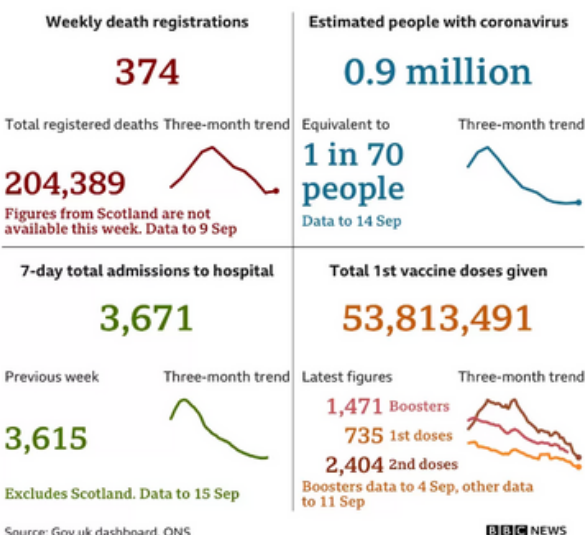 Weekly death registrations
374
Total registered deaths Three-month trend
204,389
Figures from Scotland are not
available this week. Data to 9 Sep
Estimated people with coronavirus
0.9 million
Equivalent to Three-month trend
1 in 70
people
Data to 14 Sep
7-day total admissions to hospital
3,671
Previous week Three-month trend
3,615
Excludes Scotland. Data to 15 Sep
Total 1st vaccine doses given
53,813,491
Latest figures Three-month trend
1,471 Boosters
735 1st doses
2,404 2nd doses
Boosters data to 4 Sep, other data
to 11 Sep
Source: Gov.uk dashboard, ONS
BBC NEWS